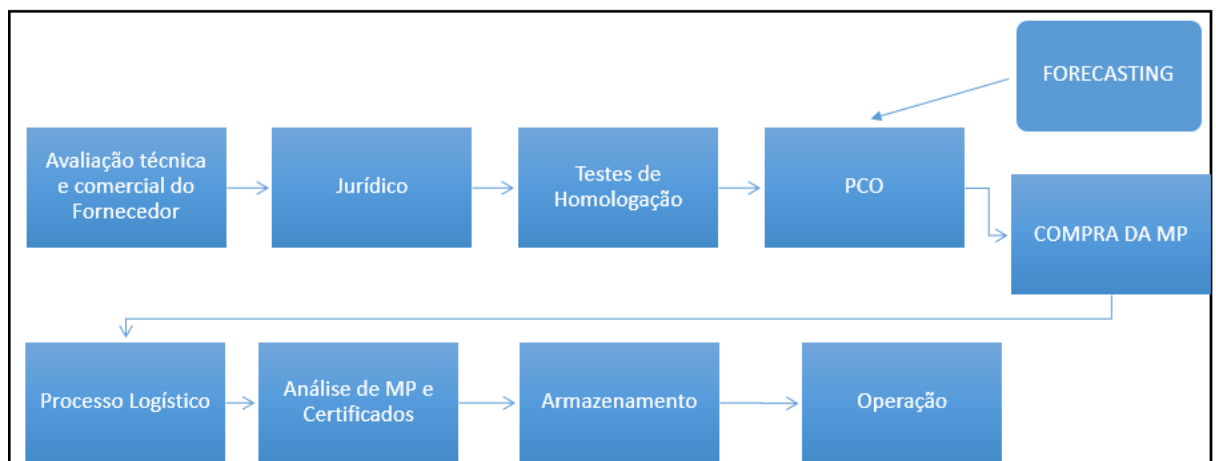 FORECASTING
Avaliação técnica
e comercial do
Fornecedor
Jurídico
Testes de
Homologação
PCO
COMPRA DA MP
Processo Logístico
Análise de MP e
Certificados
Armazenamento
Operação